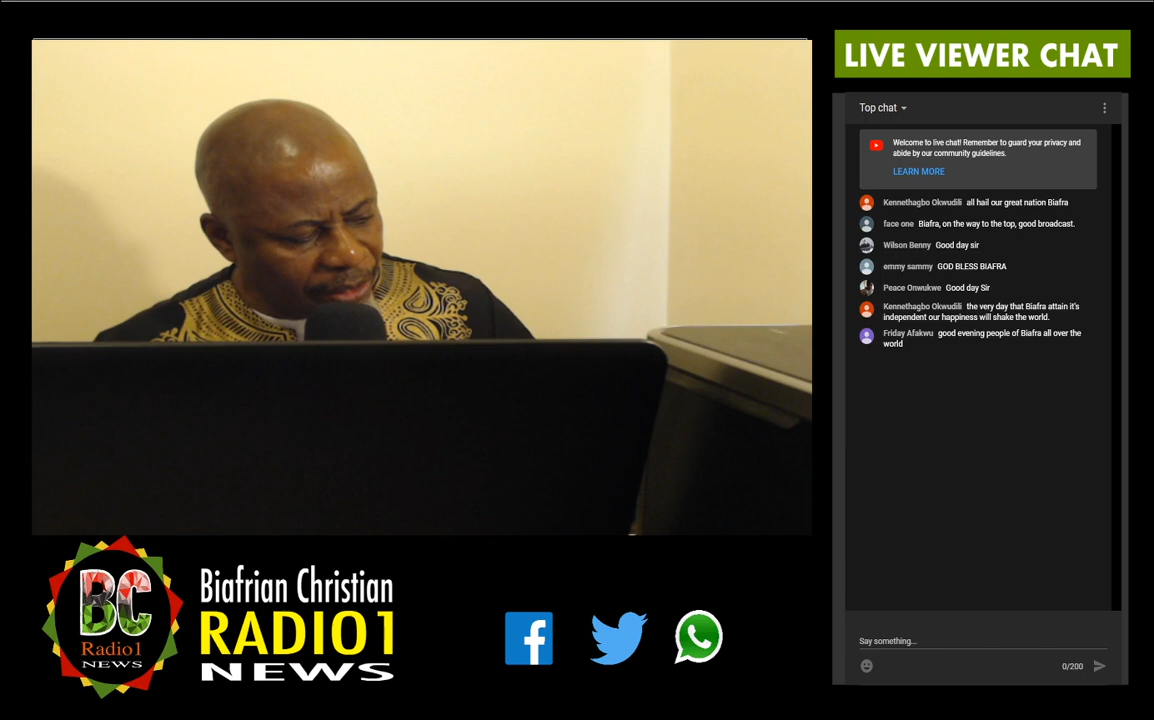 LIVE VIEWER CHAT
Top chat
Welcome to live chat! Remember to guard your privacy and
abide by our community guidelines.
LEARN MORE
Kennethagbo Okwudili all hail our great nation Biafra
face one Biafra, on the way to the top, good broadcast.
Wilson Benny Good day sir
emmy sammy GOD BLESS BIAFRA
Peace Onwukwe Good day Sir
Kennethagbo Okwudili the very day that Biafra attain it's
independent our happiness will shake the world.
Friday Afakwu good evening people of Biafra all over the
world
Say something...
0/200
BC
Radio1
NEWS
Biafrian Christian
RADIO1
NEWS
f